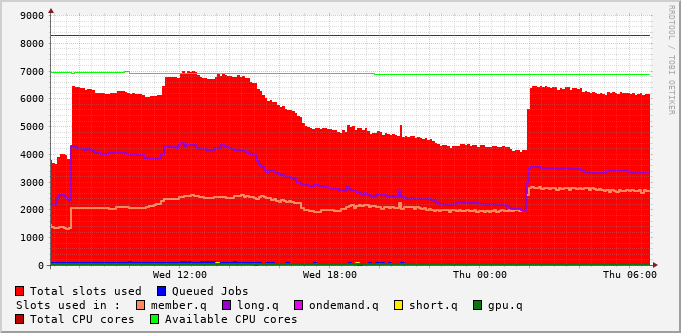 9000
8000
7000
6000
5000
4000
3000
2000
1000
0
Wed 12:00 Wed 18:00 Thu 00:00 Thu 06:00
RRDTOOL / TOBI OETIKER
Total slots used Queued Jobs
Slots used in : member.q long.q ondemand.q short.q gpu.q
Total CPU cores Available CPU cores